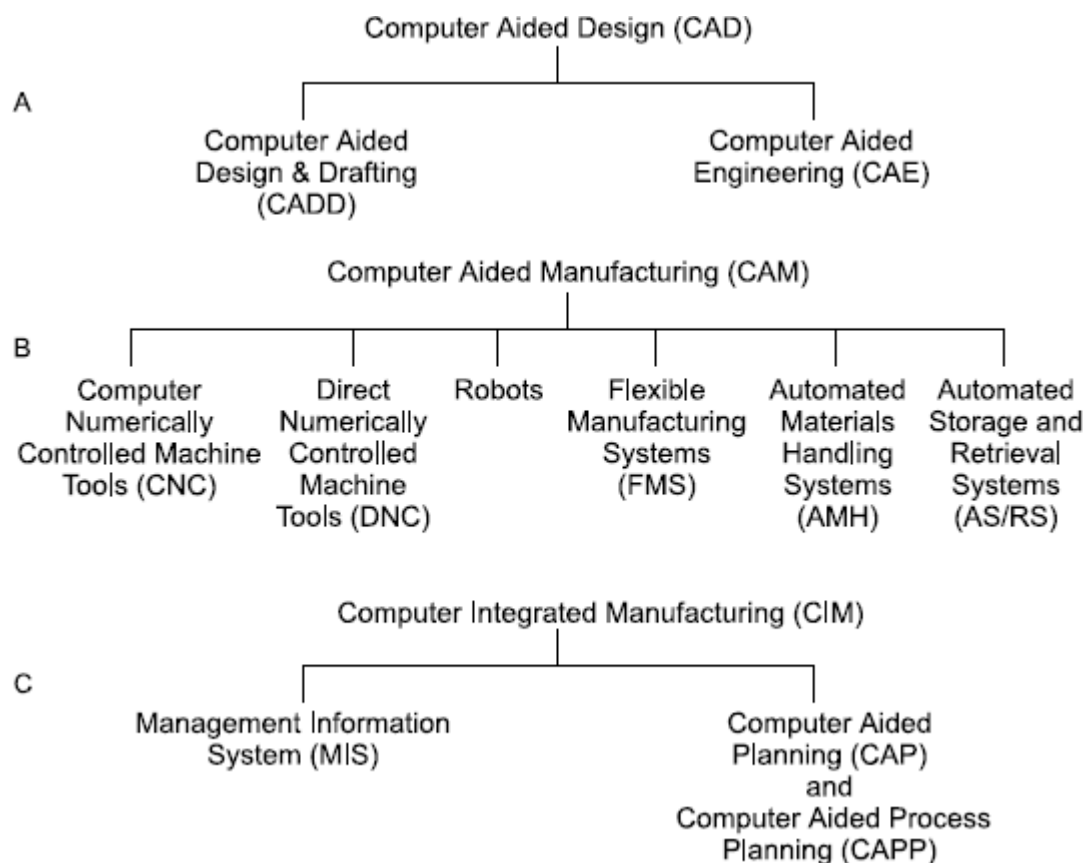 Computer Aided Design (CAD)
A
Computer Aided
Design & Drafting
(CADD)
Computer Aided
Engineering (CAE)
Computer Aided Manufacturing (CAM)
B
Computer
Numerically
Controlled Machine
Tools (CNC)
Direct
Numerically
Controlled
Machine
Tools (DNC)
Robots
Flexible
Manufacturing
Systems
(FMS)
Automated
Materials
Handling
Systems
(AMH)
Automated
Storage and
Retrieval
Systems
(AS/RS)
Computer Integrated Manufacturing (CIM)
C
Management Information
System (MIS)
Computer Aided
Planning (CAP)
and
Computer Aided Process
Planning (CAPP)